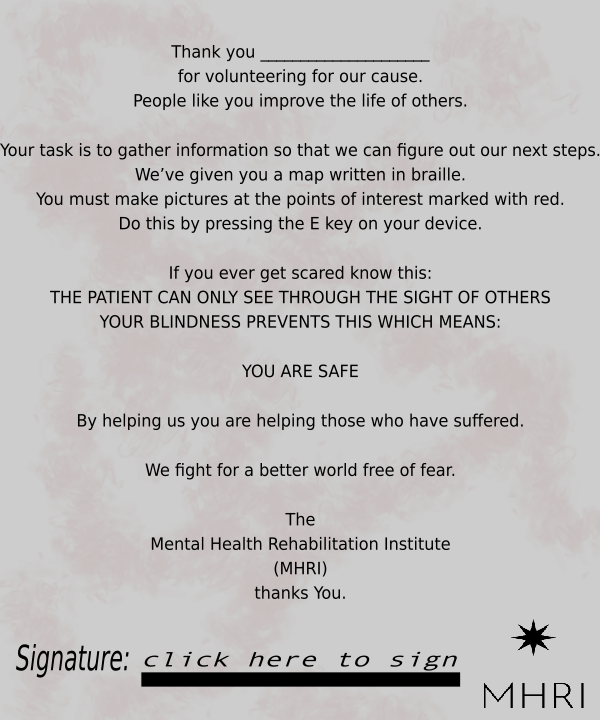 Thank you _____________________
for volunteering for our cause.
People like you improve the life of others.
Your task is to gather information so that we can figure out our next steps.
We’ve given you a map written in braille.
You must make pictures at the points of interest marked with red.
Do this by pressing the E key on your device.
If you ever get scared know this:
THE PATIENT CAN ONLY SEE THROUGH THE SIGHT OF OTHERS
YOUR BLINDNESS PREVENTS THIS WHICH MEANS:
YOU ARE SAFE
By helping us you are helping those who have suffered.
We fight for a better world free of fear.
The
Mental Health Rehabilitation Institute
(MHRI)
thanks You.
Signature: click here to sign
MHRI